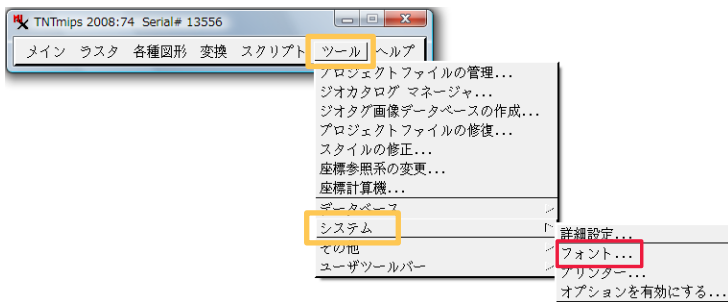 TNTmips 2008:74 Serial# 13556
メイン ラスタ 各種図形 変換 スクリプト ツール ヘルプ
プロジェクトファイルの管理...
ジオカタログ マネージャ...
ジオタグ画像データベースの作成...
プロジェクトファイルの修復...
スタイルの修正...
座標参照系の変更...
座標計算機...
データベース
システム
その他
ユーザツールバー
詳細設定...
フォント...
プリンター...
オプションを有効にする...